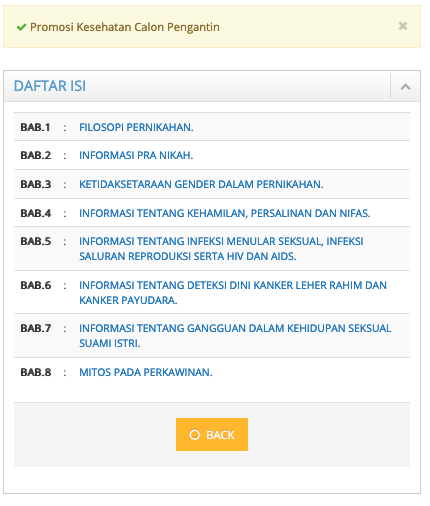 Promosi Kesehatan Calon Pengantin
DAFTAR ISI
BAB.1 : FILOSOPI PERNIKAHAN.
BAB.2 : INFORMASI PRA NIKAH.
BAB.3 : KETIDAKSETARAAN GENDER DALAM PERNIKAHAN.
BAB.4 : INFORMASI TENTANG KEHAMILAN, PERSALINAN DAN NIFAS.
BAB.5 : INFORMASI TENTANG INFEKSI MENULAR SEKSUAL, INFEKSI
SALURAN REPRODUKSI SERTA HIV DAN AIDS.
BAB.6 : INFORMASI TENTANG DETEKSI DINI KANKER LEHER RAHIM DAN
KANKER PAYUDARA.
BAB.7 : INFORMASI TENTANG GANGGUAN DALAM KEHIDUPAN SEKSUAL
SUAMI ISTRI.
BAB.8 : MITOS PADA PERKAWINAN.
BACK